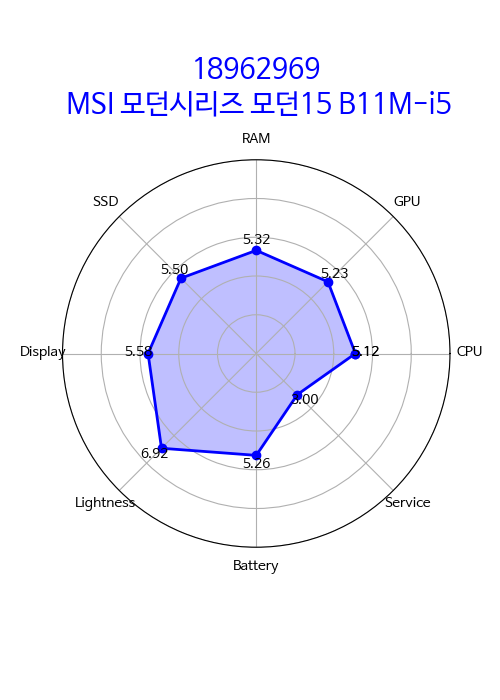 18962969
MSI 모던시리즈 모던15 B11M-i5
RAM
SSD
GPU
5.32
5.50
5.23
Display
5.58
5.12
CPU
3.00
6.92
5.26
Lightness
Service
Battery